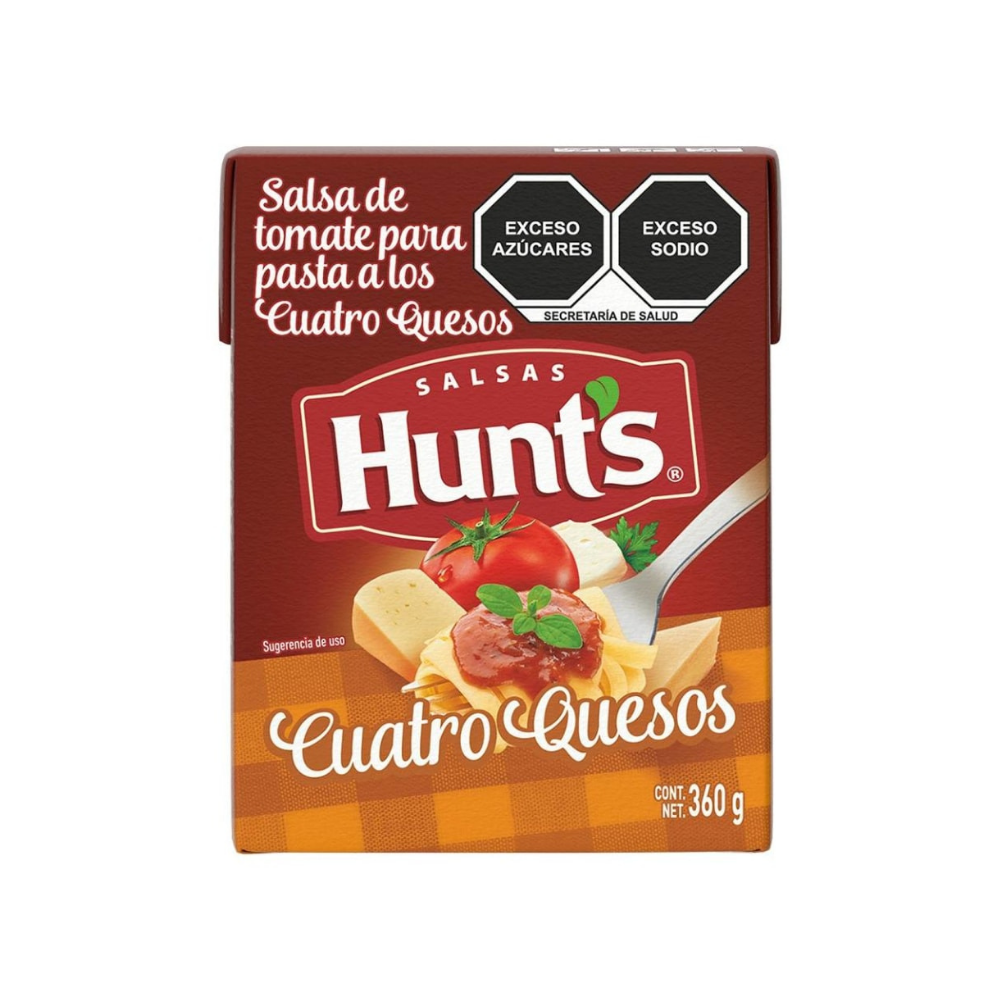 Salsa de
tomate para
pasta a los
Cuatro Quesos
EXCESO
AZÚCARES
EXCESO
SODIO
SECRETARÍA DE SALUD
SALSAS
Hunt's®
Sugerencia de uso
Cuatro Quesos
CONT.
NET. 360 g